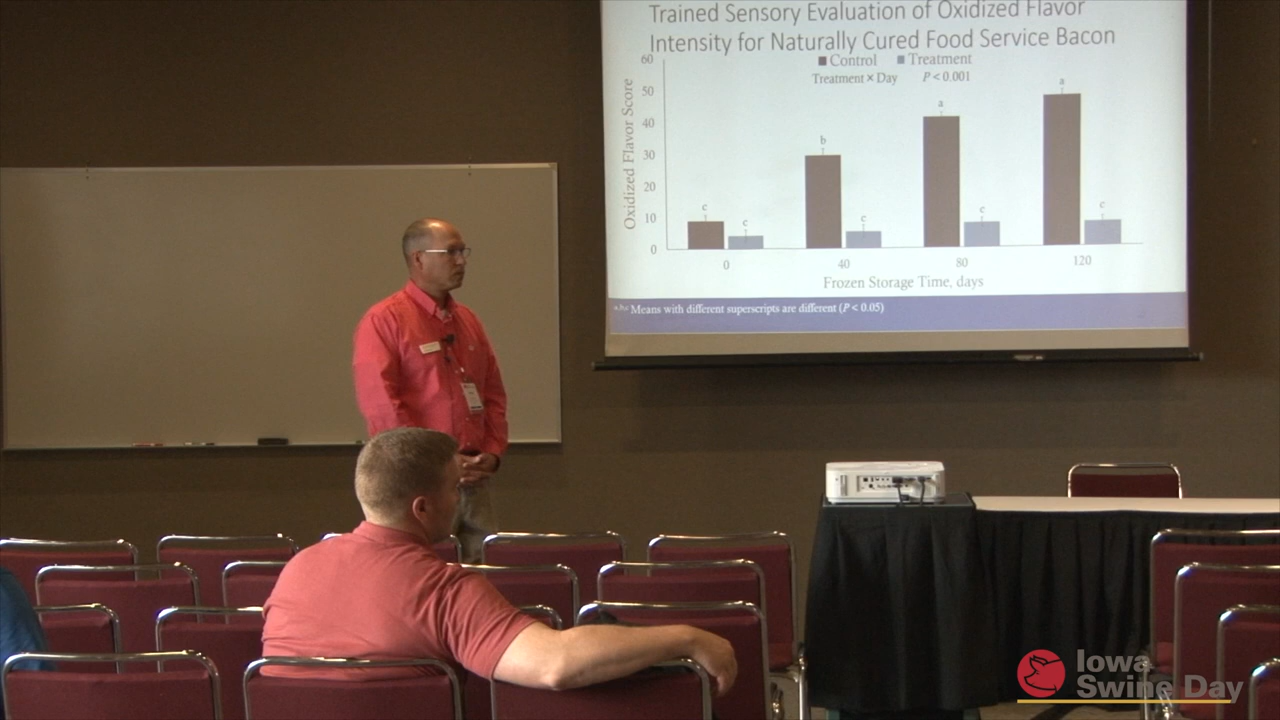 Trained Sensory Evaluation of Oxidized Flavor
Intensity for Naturally Cured Food Service Bacon
Control Treatment
Treatment × Day P < 0.001
Oxidized Flavor Score
60
50
40
30
20
10
0
c
c
b
c
a
c
a
c
0 40 80 120
Frozen Storage Time, days
Means with different superscripts are different (P < 0.05)
Iowa
Swine Day